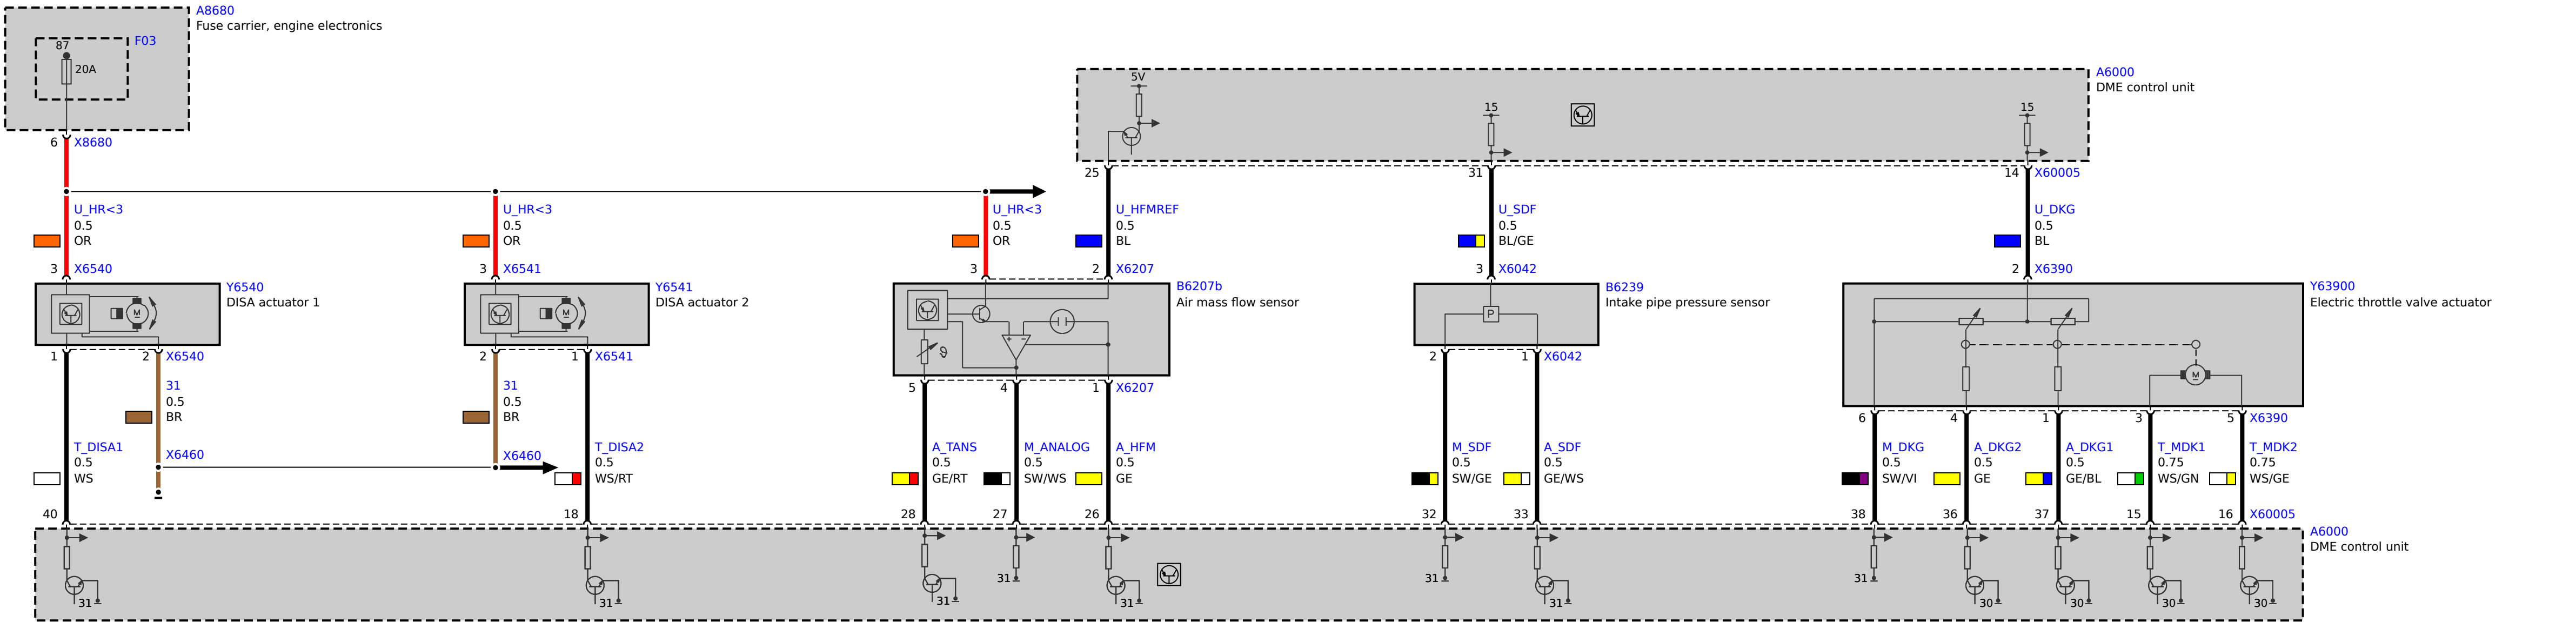 A8680
Fuse carrier, engine electronics
F03
87
20A
6 X8680
A6000
DME control unit
5V
15
15
25
31
14 X60005
U_HR<3
0.5
OR
U_HR<3
0.5
OR
U_HR<3
0.5
OR
U_HFMREF
0.5
BL
U_SDF
0.5
BL/GE
U_DKG
0.5
BL
3 X6540
3 X6541
3
2 X6207
3 X6042
2 X6390
Y6540
DISA actuator 1
M
Y6541
DISA actuator 2
M
B6207b
Air mass flow sensor
+
-
ϑ
B6239
Intake pipe pressure sensor
P
Y63900
Electric throttle valve actuator
M
1
2 X6540
2
1 X6541
5
4
1 X6207
2
1 X6042
6
4
1
3
5 X6390
31
0.5
BR
31
0.5
BR
X6460
X6460
T_DISA1
0.5
WS
T_DISA2
0.5
WS/RT
A_TANS
0.5
GE/RT
M_ANALOG
0.5
SW/WS
A_HFM
0.5
GE
M_SDF
0.5
SW/GE
A_SDF
0.5
GE/WS
M_DKG
0.5
SW/VI
A_DKG2
0.5
GE
A_DKG1
0.5
GE/BL
T_MDK1
0.75
WS/GN
T_MDK2
0.75
WS/GE
40
18
28
27
26
32
33
38
36
37
15
16 X60005
A6000
DME control unit
31
31
31
31
31
31
31
31
30
30
30
30